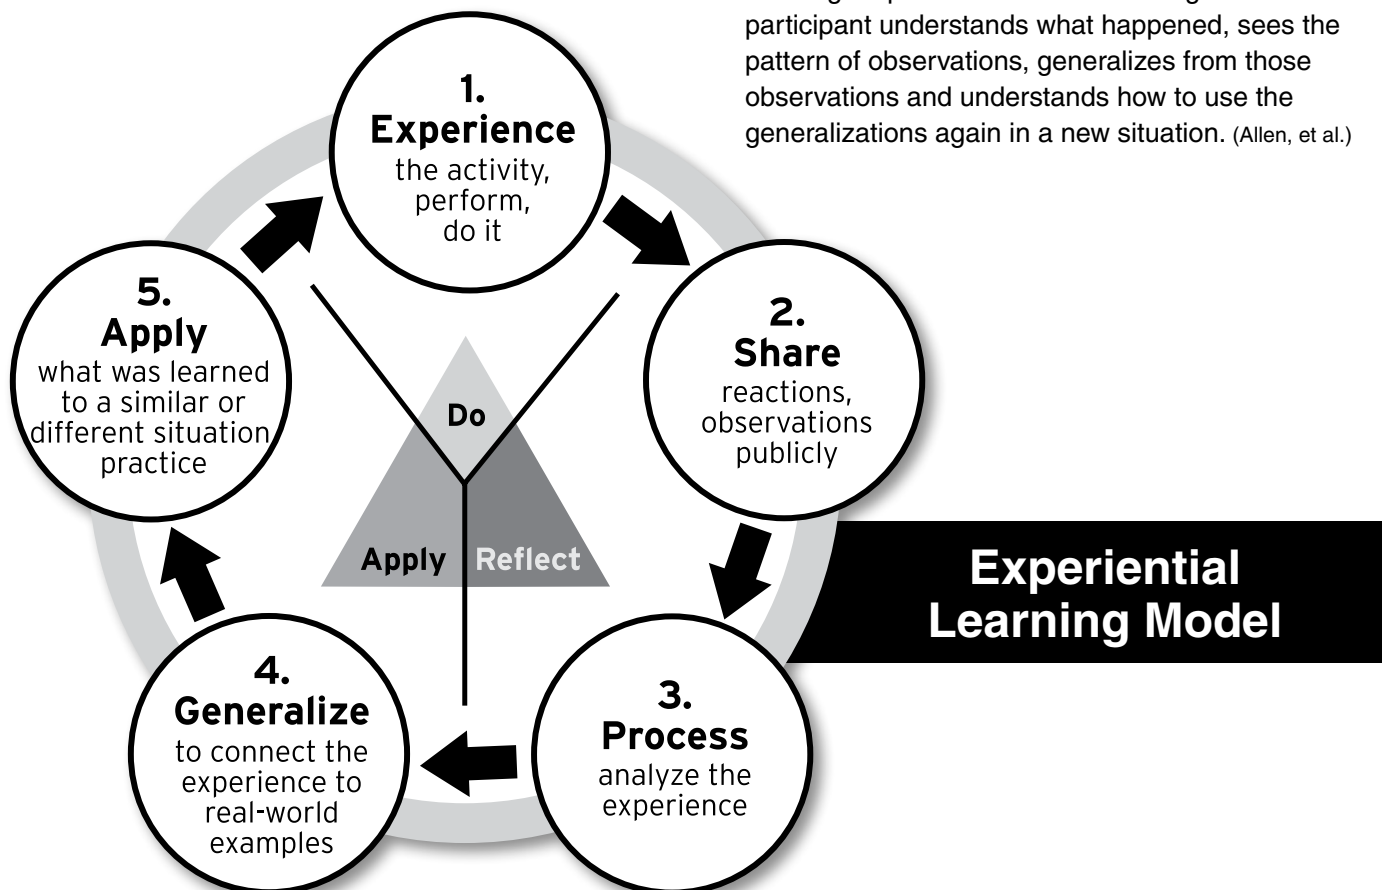 participant understands what happened, sees the
pattern of observations, generalizes from those
observations and understands how to use the
generalizations again in a new situation. (Allen, et al.)
1.
Experience
the activity,
perform,
do it
2.
Share
reactions,
observations
publicly
3.
Process
analyze the
experience
4.
Generalize
to connect the
experience to
real-world
examples
5.
Apply
what was learned
to a similar or
different situation
practice
Do
Apply
Reflect
Experiential
Learning Model